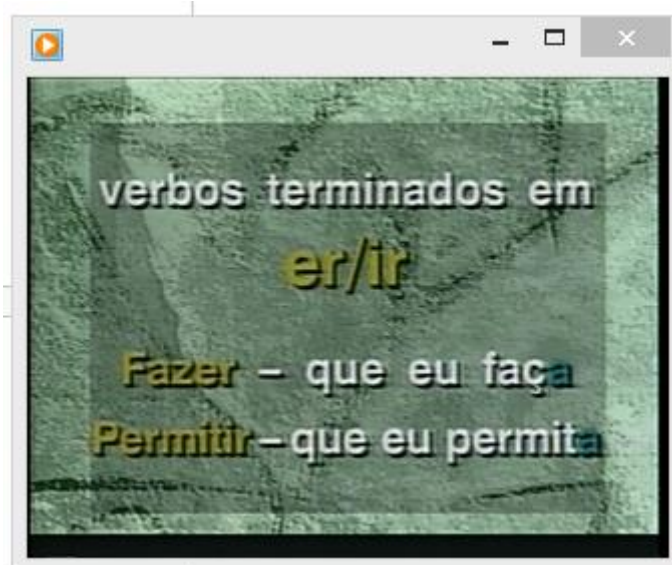 verbos terminados em
er/ir
Fazer – que eu faça
Permitir – que eu permita